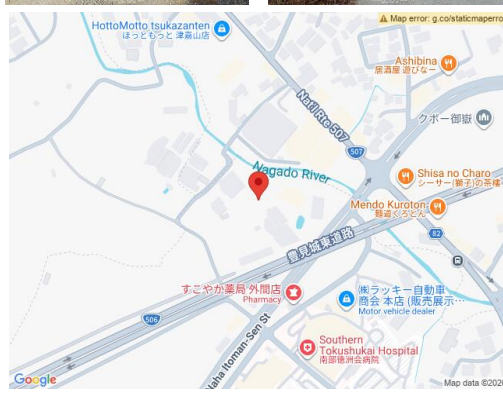 HottoMotto tsukazanten
ほっともっと 津嘉山店
Map error: g.co/staticmaperro
Ashibina
居酒屋 遊びなー
Nat'l Rte 507
クボー御嶽
507
Nagado River
Shisa no Charo
シーサー(獅子)の茶楼
Mendo Kuroton
麺道くろとん
82
豊見城東道路
すこやか薬局 外間店
Pharmacy
㈱ラッキー自動車
商会 本店 (販売展示…
Motor vehicle dealer
506
Naha Itoman-Sen St
Southern
Tokushukai Hospital
南部徳洲会病院
Google
Map data ©2026